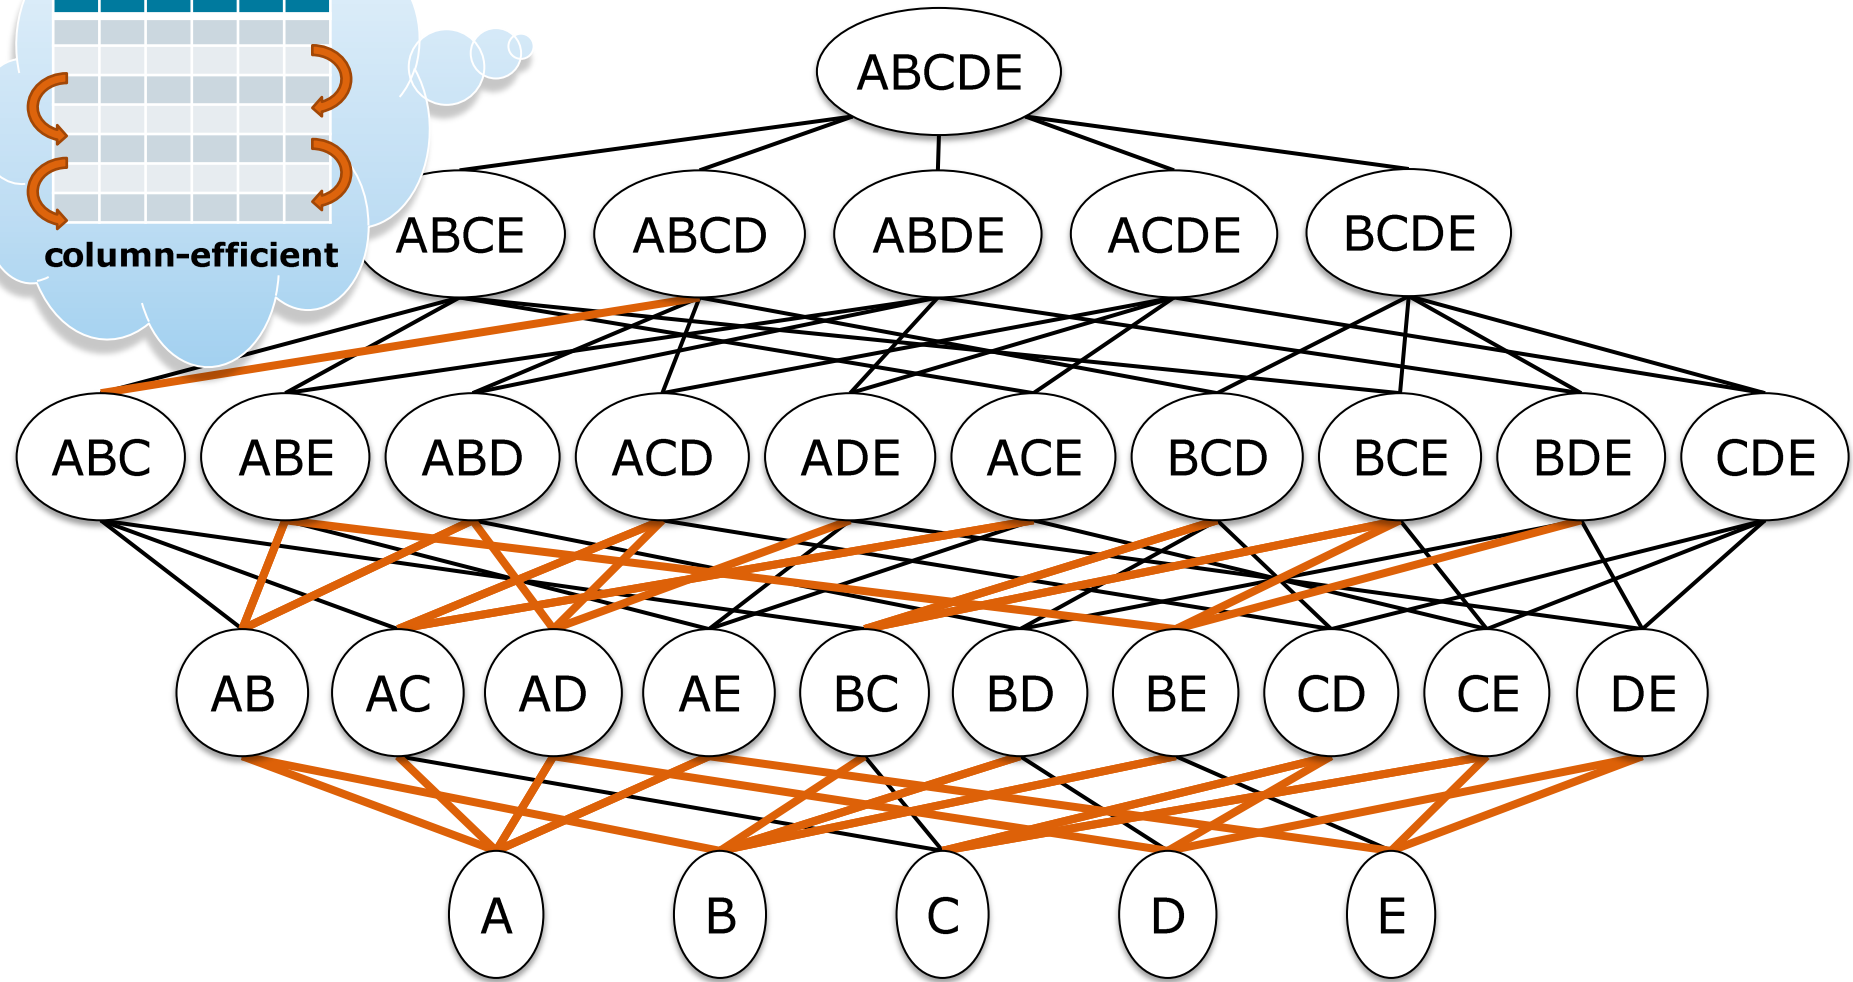 ABCDE
ABCE ABCD ABDE ACDE BCDE
column-efficient
ABC ABE ABD ACD ADE ACE BCD BCE BDE CDE
AB AC AD AE BC BD BE CD CE DE
A B C D E